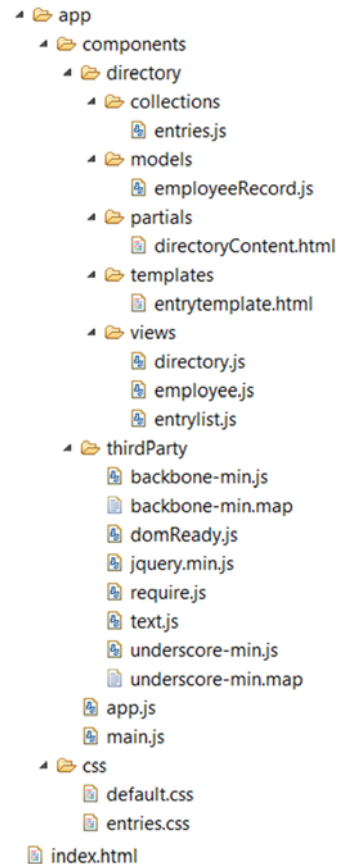 app
components
directory
collections
entries.js
models
employeeRecord.js
partials
directoryContent.html
templates
entrytemplate.html
views
directory.js
employee.js
entrylist.js
thirdParty
backbone-min.js
backbone-min.map
domReady.js
jquery.min.js
require.js
text.js
underscore-min.js
underscore-min.map
app.js
main.js
css
default.css
entries.css
index.html